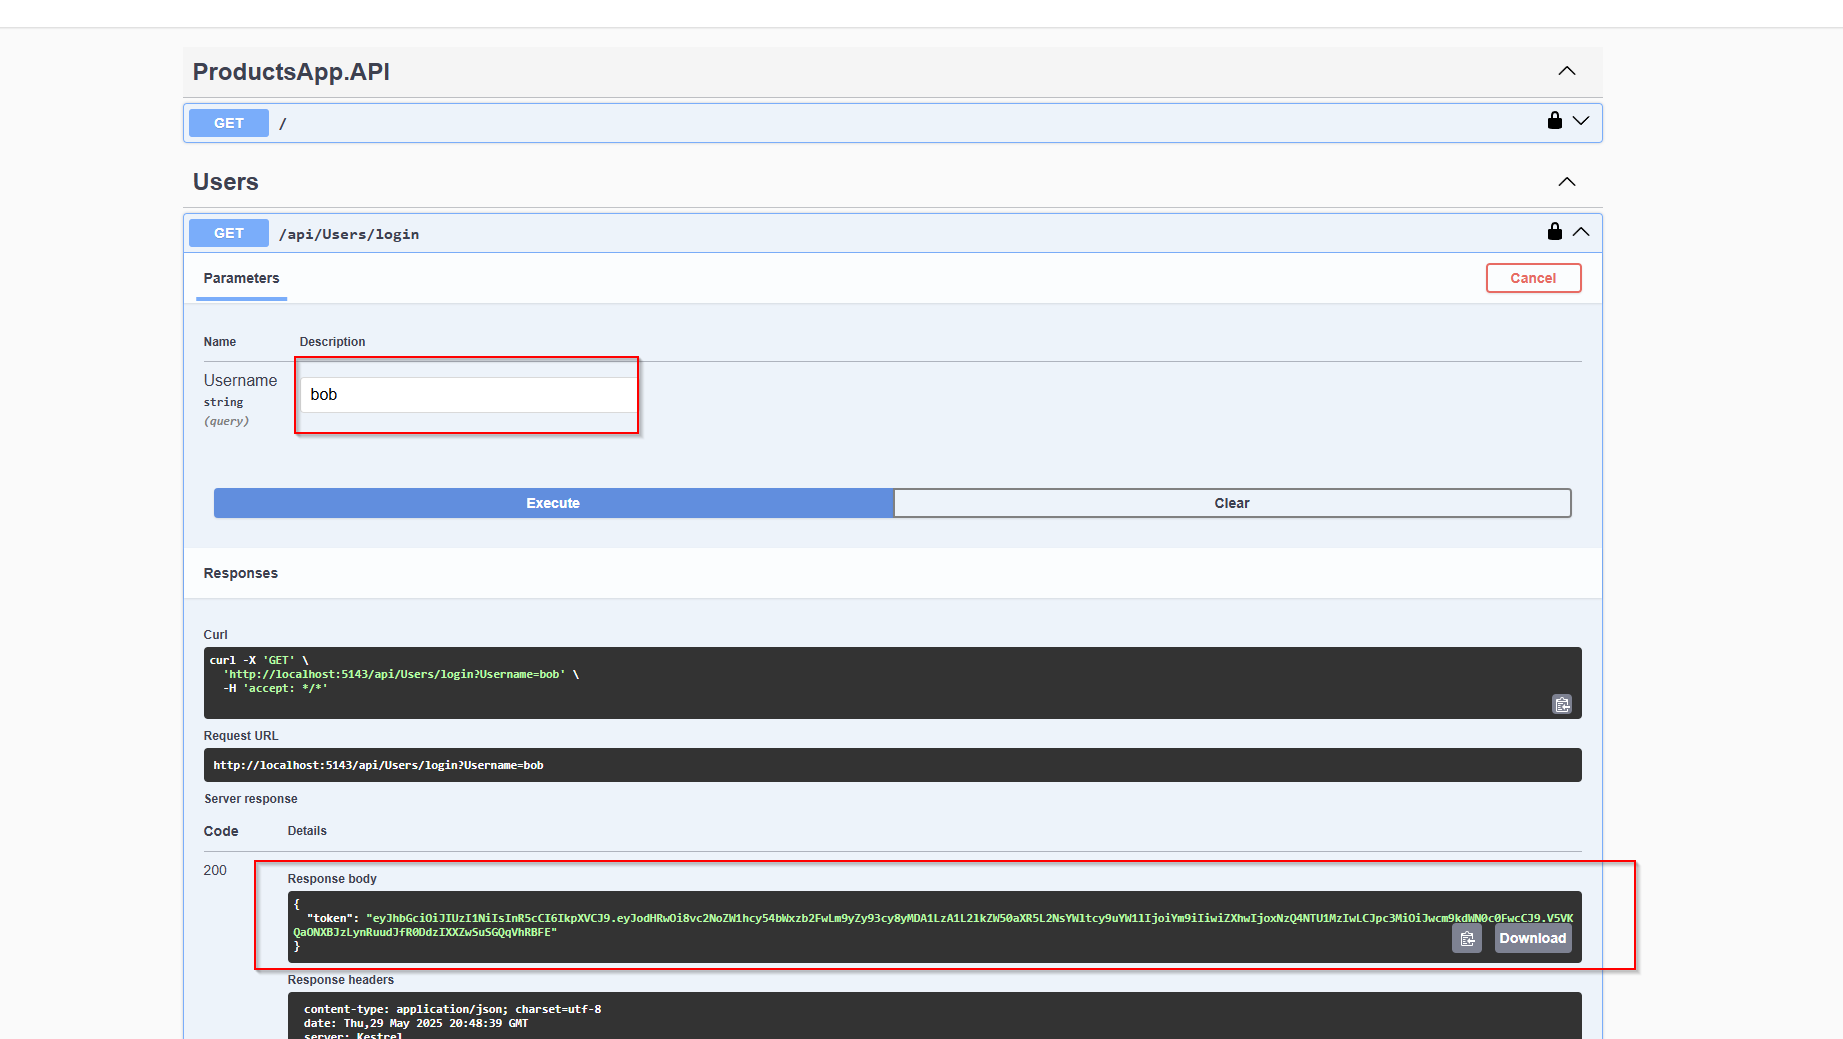 ProductsApp.API
GET /
Users
GET /api/Users/login
Parameters
Cancel
Name Description
Username
string
(query)
bob
Execute
Clear
Responses
Curl
curl -X 'GET' \
'http://localhost:5143/api/Users/login?Username=bob' \
-H 'accept: */*'
Request URL
http://localhost:5143/api/Users/login?Username=bob
Server response
Code Details
200
Response body
{
"token": "eyJhbGciOiJIUzI1NiIsInR5cCI6IkpXVCJ9.eyJodHRwOi8vc2NoZW1hcy54bWxzb2FwLm9yZy93cy8yMDA1LzA1L2lkZW50aXR5L2NsYWltcy9uYW1lIjoiYm9iIiwiZXhwIjoxNzQ4NTU1MzIwLCJpc3MiOiJwcm9kdWN0c0FwcCJ9.V5VK
QaONXBJzLynRuudJfR0DdzIXXZwSuSGQqVhRBFE"
}
Download
Response headers
content-type: application/json; charset=utf-8
date: Thu,29 May 2025 20:48:39 GMT
server: Kestrel